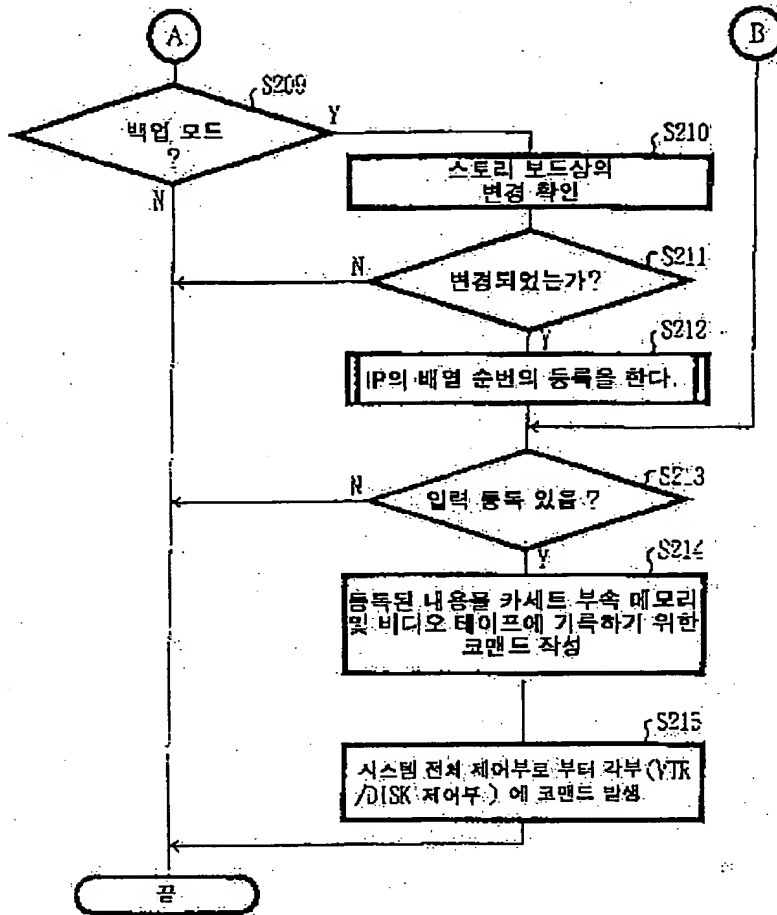 A
B
S209
백업 모드
?
Y
N
S210
스토리 보드상의
변경 확인
S211
변경되었는가?
N
Y
S212
IP의 배열 순번의 등록을 한다.
S213
입력 등록 있음 ?
N
Y
S214
등록된 내용물 카세트 부속 메모리
및 비디오 테이프에 기록하기 위한
코맨드 작성
S215
시스템 전체 제어부로 부터 각부(VTR
/DISK 제어부) 에 코맨드 발생
끝